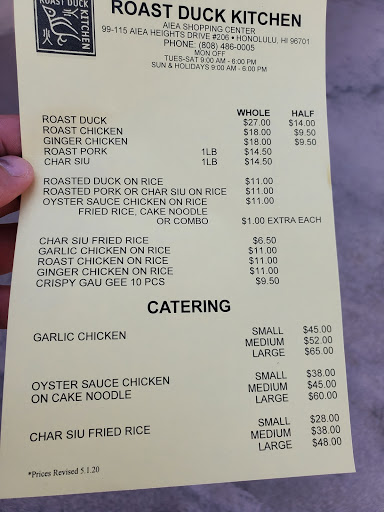 ROAST DUCK
KITCHEN
ROAST DUCK KITCHEN
AIEA SHOPPING CENTER
99-115 AIEA HEIGHTS DRIVE #206 • HONOLULU, HI 96701
PHONE: (808) 486-0005
MON OFF
TUES-SAT 9:00 AM - 6:00 PM
SUN & HOLIDAYS 9:00 AM - 6:00 PM
WHOLE HALF
ROAST DUCK $27.00 $14.00
ROAST CHICKEN $18.00 $9.50
GINGER CHICKEN $18.00 $9.50
ROAST PORK 1LB $14.50
CHAR SIU 1LB $14.50
ROASTED DUCK ON RICE $11.00
ROASTED PORK OR CHAR SIU ON RICE $11.00
OYSTER SAUCE CHICKEN ON RICE $11.00
FRIED RICE, CAKE NOODLE
OR COMBO $1.00 EXTRA EACH
CHAR SIU FRIED RICE $6.50
GARLIC CHICKEN ON RICE $11.00
ROAST CHICKEN ON RICE $11.00
GINGER CHICKEN ON RICE $11.00
CRISPY GAU GEE 10 PCS $9.50
CATERING
GARLIC CHICKEN SMALL $45.00
MEDIUM $52.00
LARGE $65.00
OYSTER SAUCE CHICKEN SMALL $38.00
ON CAKE NOODLE MEDIUM $45.00
LARGE $60.00
CHAR SIU FRIED RICE SMALL $28.00
MEDIUM $38.00
LARGE $48.00
*Prices Revised 5.1.20